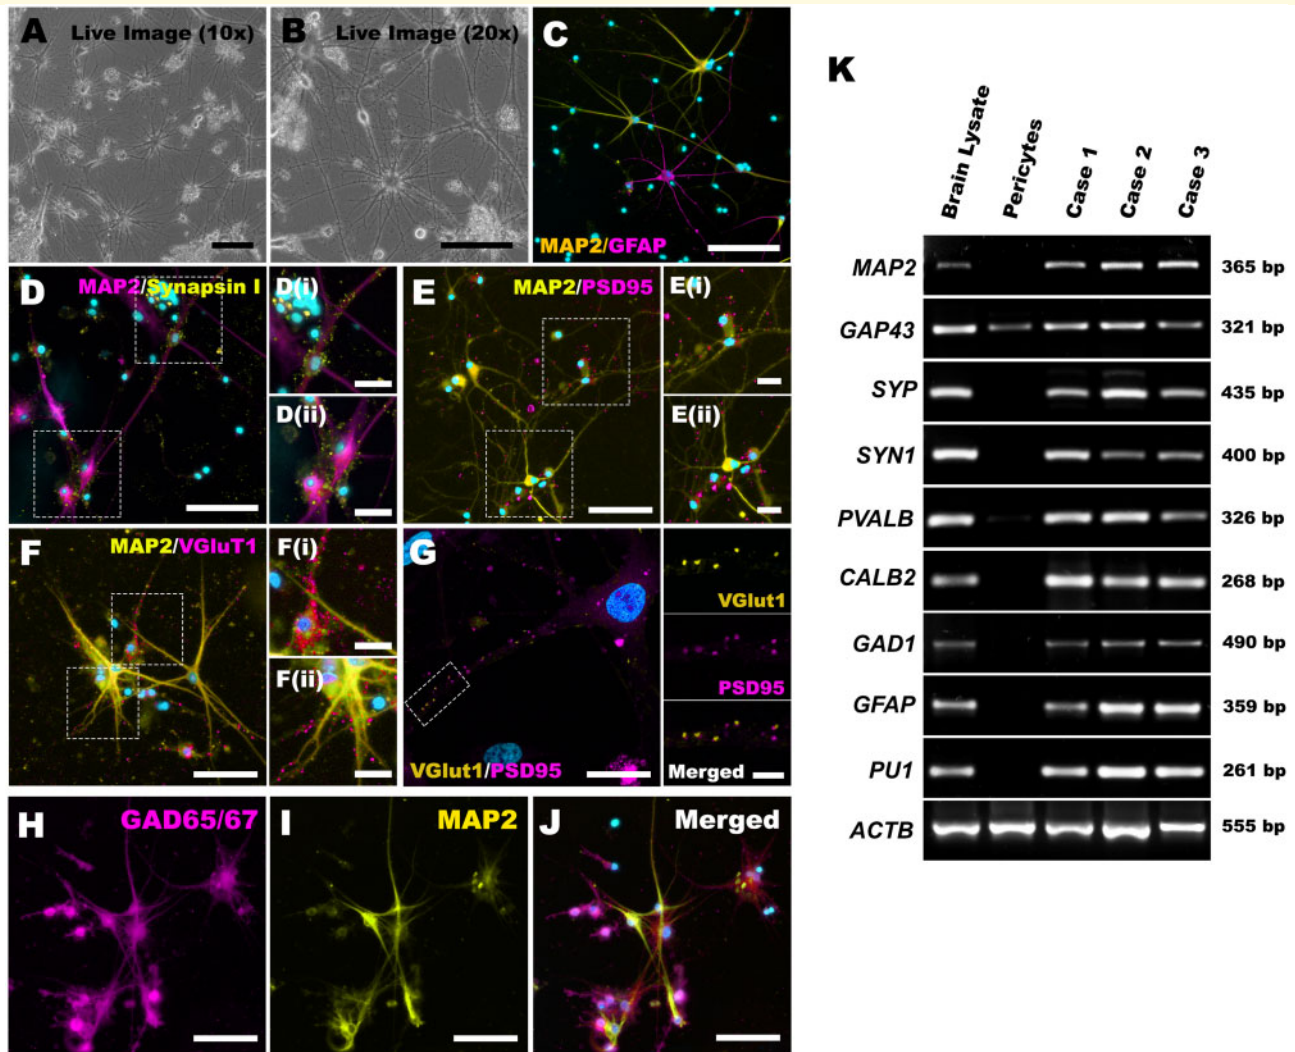 A Live Image (10x)
B Live Image (20x)
C
MAP2/GFAP
D MAP2/Synapsin I
D(i)
D(ii)
E MAP2/PSD95
E(i)
E(ii)
F MAP2/VGluT1
F(i)
F(ii)
G
VGlut1/PSD95
VGlut1
PSD95
Merged
H GAD65/67
I MAP2
J Merged
K
Brain Lysate
Pericytes
Case 1
Case 2
Case 3
MAP2 365 bp
GAP43 321 bp
SYP 435 bp
SYN1 400 bp
PVALB 326 bp
CALB2 268 bp
GAD1 490 bp
GFAP 359 bp
PU1 261 bp
ACTB 555 bp